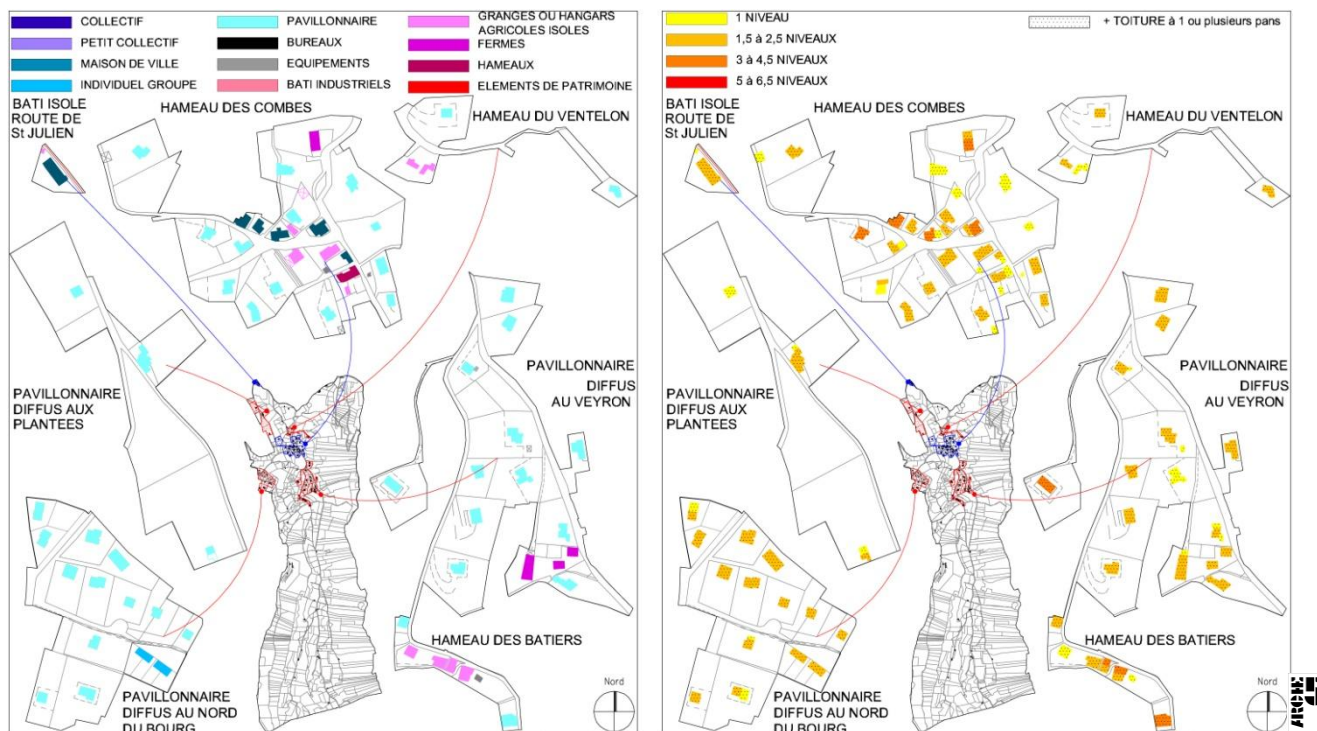 COLLECTIF
PETIT COLLECTIF
MAISON DE VILLE
INDIVIDUEL GROUPE
PAVILLONNAIRE
BUREAUX
EQUIPEMENTS
BATI INDUSTRIELS
GRANGES OU HANGARS
AGRICOLES ISOLES
FERMES
HAMEAUX
ELEMENTS DE PATRIMOINE
BATI ISOLE
ROUTE DE
St JULIEN
HAMEAU DES COMBES
HAMEAU DU VENTELON
PAVILLONNAIRE
DIFFUS AUX
PLANTEES
PAVILLONNAIRE
DIFFUS
AU VEYRON
HAMEAU DES BATIERS
PAVILLONNAIRE
DIFFUS AU NORD
DU BOURG
Nord
1 NIVEAU
1,5 à 2,5 NIVEAUX
3 à 4,5 NIVEAUX
5 à 6,5 NIVEAUX
+ TOITURE à 1 ou plusieurs pans
BATI ISOLE
ROUTE DE
St JULIEN
HAMEAU DES COMBES
HAMEAU DU VENTELON
PAVILLONNAIRE
DIFFUS AUX
PLANTEES
PAVILLONNAIRE
DIFFUS
AU VEYRON
HAMEAU DES BATIERS
PAVILLONNAIRE
DIFFUS AU NORD
DU BOURG
Nord
ARCHE 5